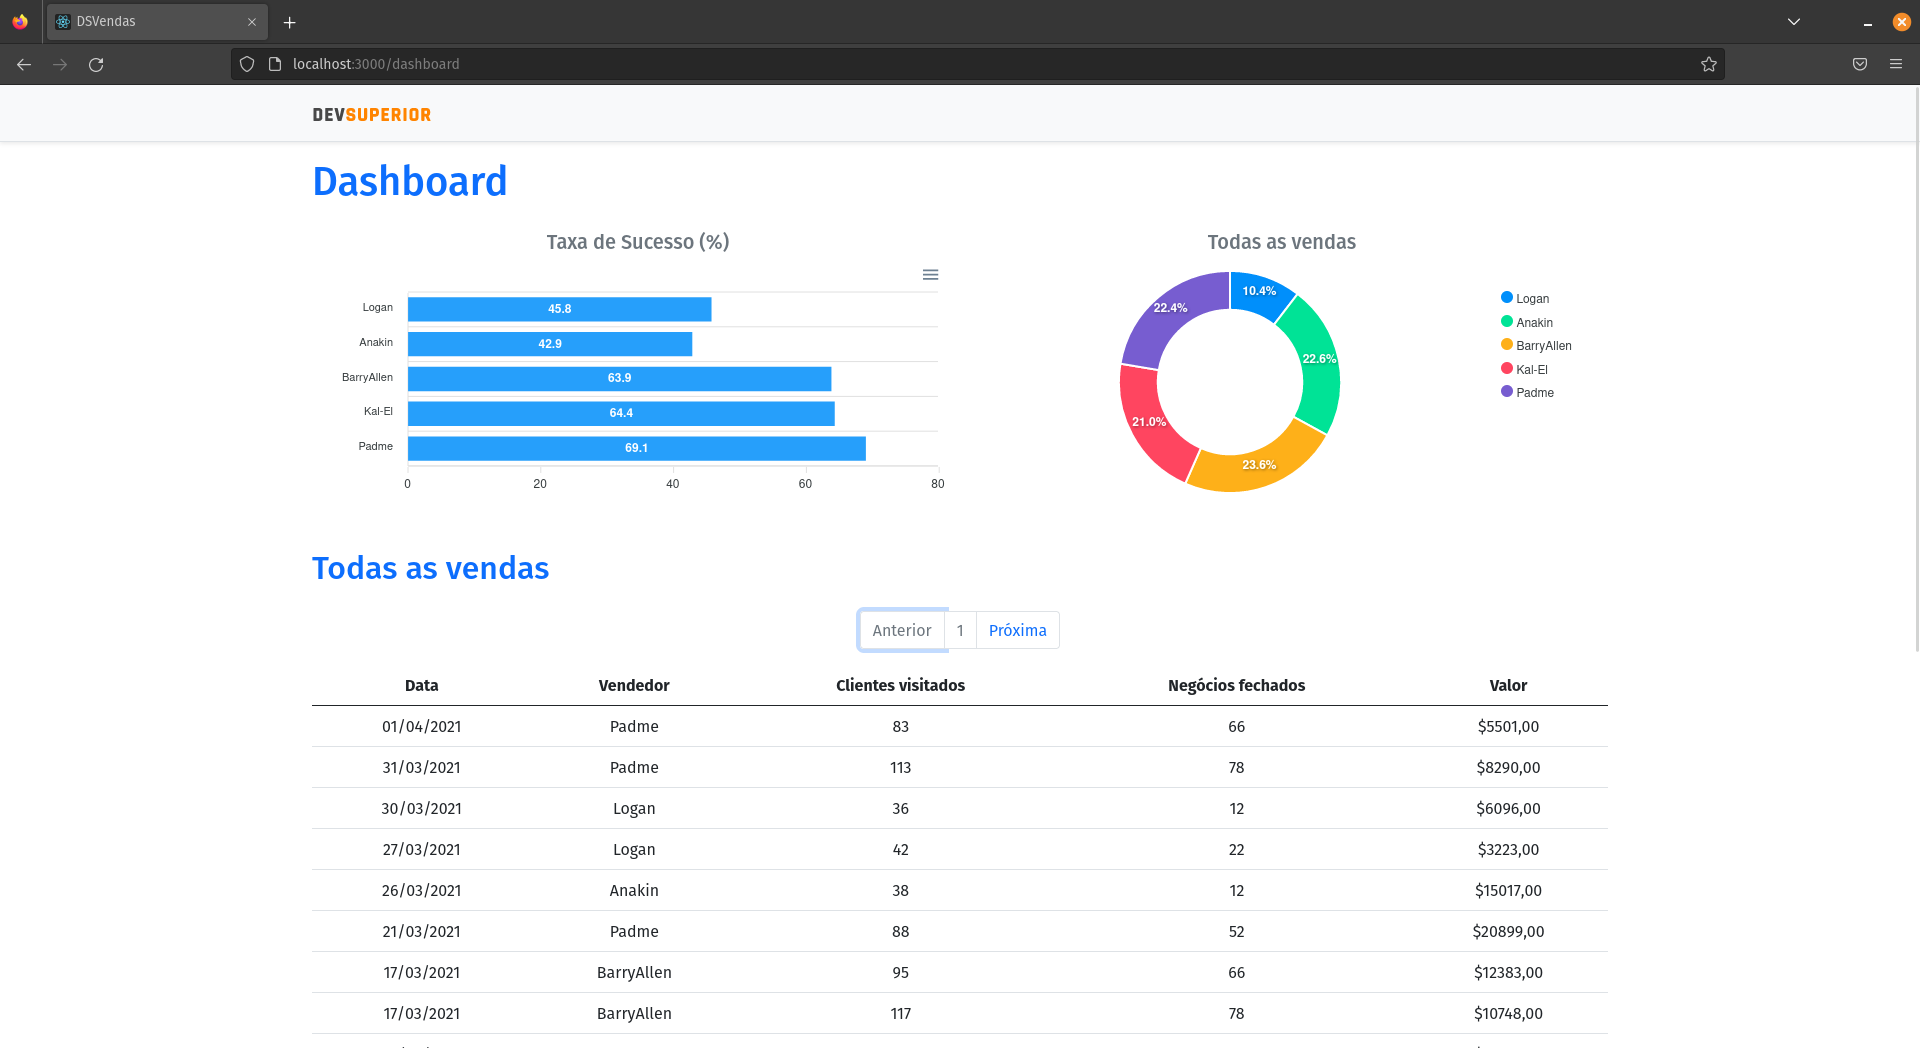 DSVendas
localhost:3000/dashboard
DEVSUPERIOR
Dashboard
Taxa de Sucesso (%)
Logan 45.8
Anakin 42.9
BarryAllen 63.9
Kal-El 64.4
Padme 69.1
0 20 40 60 80
Todas as vendas
10.4%
22.6%
23.6%
21.0%
22.4%
Logan
Anakin
BarryAllen
Kal-El
Padme
Todas as vendas
Anterior 1 Próxima
Data Vendedor Clientes visitados Negócios fechados Valor
01/04/2021 Padme 83 66 $5501,00
31/03/2021 Padme 113 78 $8290,00
30/03/2021 Logan 36 12 $6096,00
27/03/2021 Logan 42 22 $3223,00
26/03/2021 Anakin 38 12 $15017,00
21/03/2021 Padme 88 52 $20899,00
17/03/2021 BarryAllen 95 66 $12383,00
17/03/2021 BarryAllen 117 78 $10748,00